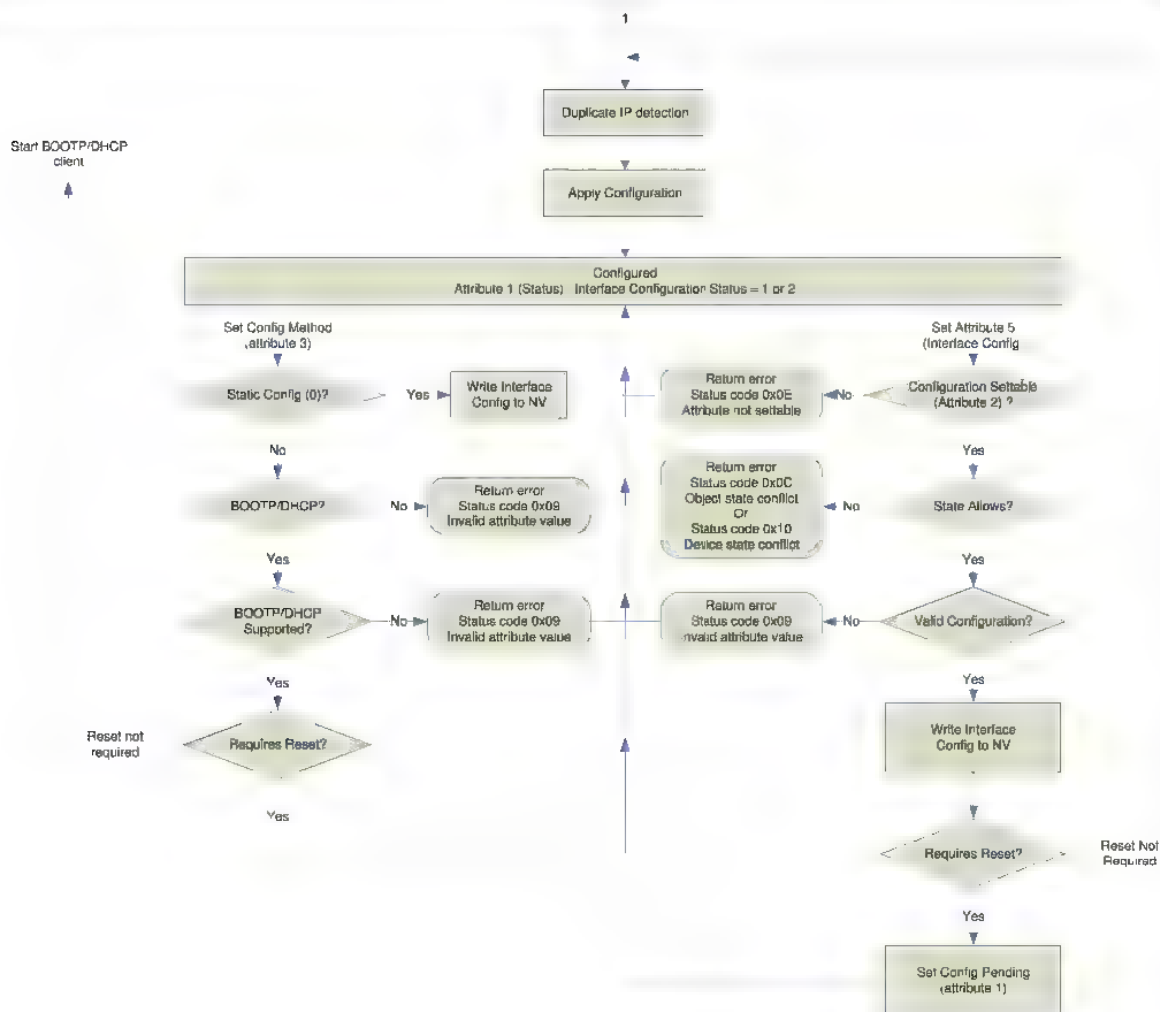 1
Duplicate IP detection
Start BOOTP/DHCP
client
Apply Configuration
Configured
Attribute 1 (Status) Interface Configuration Status = 1 or 2
Set Config Method
(attribute 3)
Set Attribute 5
(Interface Config
Static Config (0)?
Yes
Write Interface
Config to NV
Return error
Status code 0x0E
Attribute not settable
No
Configuration Settable
(Attribute 2) ?
No
Yes
BOOTP/DHCP?
No
Return error
Status code 0x09
Invalid attribute value
Return error
Status code 0x0C
Object state conflict
Or
Status code 0x10
Device state conflict
No
State Allows?
Yes
Yes
BOOTP/DHCP
Supported?
No
Return error
Status code 0x09
Invalid attribute value
Return error
Status code 0x09
Invalid attribute value
No
Valid Configuration?
Yes
Yes
Reset not
required
Requires Reset?
Write Interface
Config to NV
Yes
Requires Reset?
Reset Not
Required
Yes
Set Config Pending
(attribute 1)